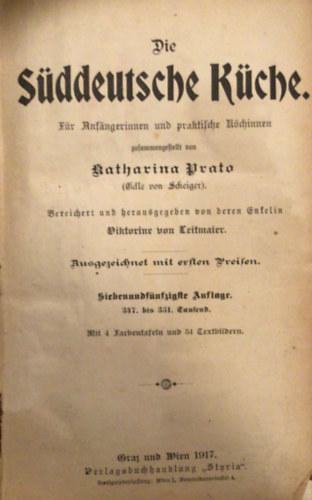 Die
Süddeutsche Küche.
Für Anfängerinnen und praktische Köchinnen
zusammengestellt von
Katharina Prato
(Edle von Scheiger).
Bereichert und herausgegeben von deren Enkelin
Viktorine von Leitmaier.
Ausgezeichnet mit ersten Preisen.
Siebenundfünfzigste Auflage.
347. bis 351. Tausend.
Mit 4 Farbentafeln und 51 Textbildern.
Graz und Wien 1917.
Verlagsbuchhandlung „Styria“.